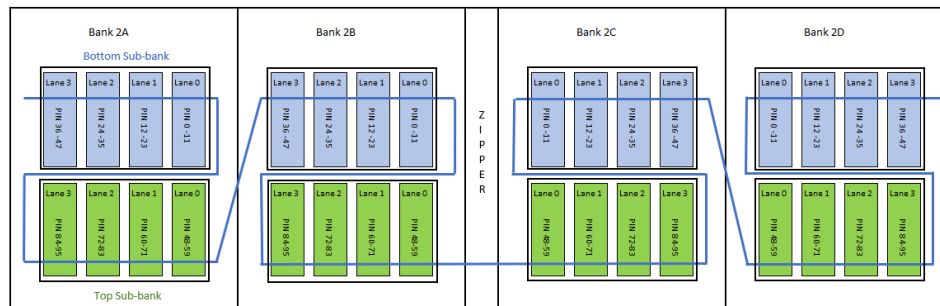 Bank 2A
Bank 2B
Bank 2C
Bank 2D
Bottom Sub-bank
Lane 3 Lane 2 Lane 1 Lane 0
PIN 36 -47 PIN 24 -35 PIN 12 -23 PIN 0 -11
Lane 3 Lane 2 Lane 1 Lane 0
PIN 36 -47 PIN 24 -35 PIN 12 -23 PIN 0 -11
ZIPPER
Lane 0 Lane 1 Lane 2 Lane 3
PIN 0 -11 PIN 12 -23 PIN 24 -35 PIN 36 -47
Lane 0 Lane 1 Lane 2 Lane 3
PIN 0 -11 PIN 12 -23 PIN 24 -35 PIN 36 -47
Lane 3 Lane 2 Lane 1 Lane 0
PIN 84-95 PIN 72-83 PIN 60-71 PIN 48-59
Lane 3 Lane 2 Lane 1 Lane 0
PIN 84-95 PIN 72-83 PIN 60-71 PIN 48-59
Lane 0 Lane 1 Lane 2 Lane 3
PIN 48-59 PIN 60-71 PIN 72-83 PIN 84-95
Lane 0 Lane 1 Lane 2 Lane 3
PIN 48-59 PIN 60-71 PIN 72-83 PIN 84-95
Top Sub-bank